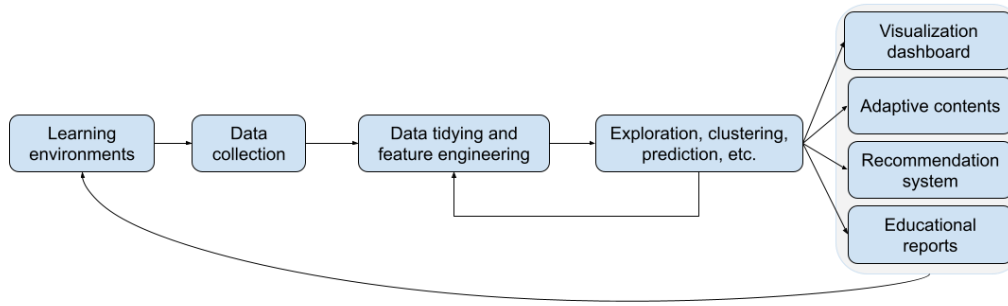 Learning
environments
Data
collection
Data tidying and
feature engineering
Exploration, clustering,
prediction, etc.
Visualization
dashboard
Adaptive contents
Recommendation
system
Educational
reports